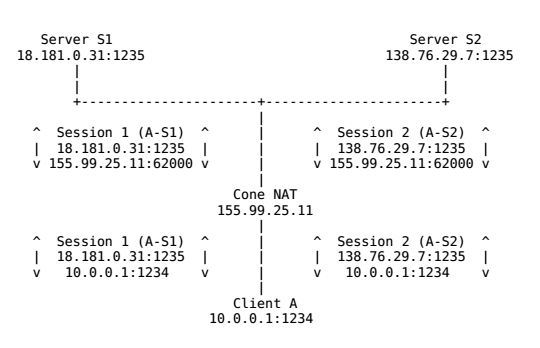 Server S1                                     Server S2
18.181.0.31:1235                              138.76.29.7:1235
       |                                             |
       |                                             |
       +----------------------+----------------------+
                              |
 ^  Session 1 (A-S1)  ^       |       ^  Session 2 (A-S2)  ^
 |  18.181.0.31:1235  |       |       |  138.76.29.7:1235  |
 v 155.99.25.11:62000 v       |       v 155.99.25.11:62000 v
                              |
                           Cone NAT
                         155.99.25.11
                              |
 ^  Session 1 (A-S1)  ^       |       ^  Session 2 (A-S2)  ^
 |  18.181.0.31:1235  |       |       |  138.76.29.7:1235  |
 v   10.0.0.1:1234    v       |       v   10.0.0.1:1234    v
                              |
                           Client A
                        10.0.0.1:1234